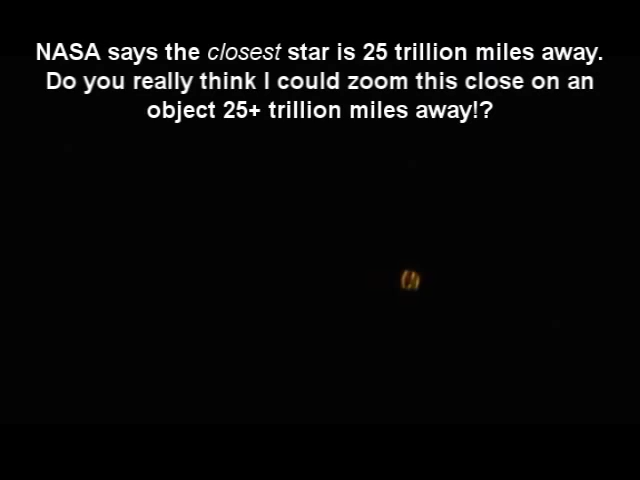 NASA says the closest star is 25 trillion miles away.
Do you really think I could zoom this close on an
object 25+ trillion miles away!?